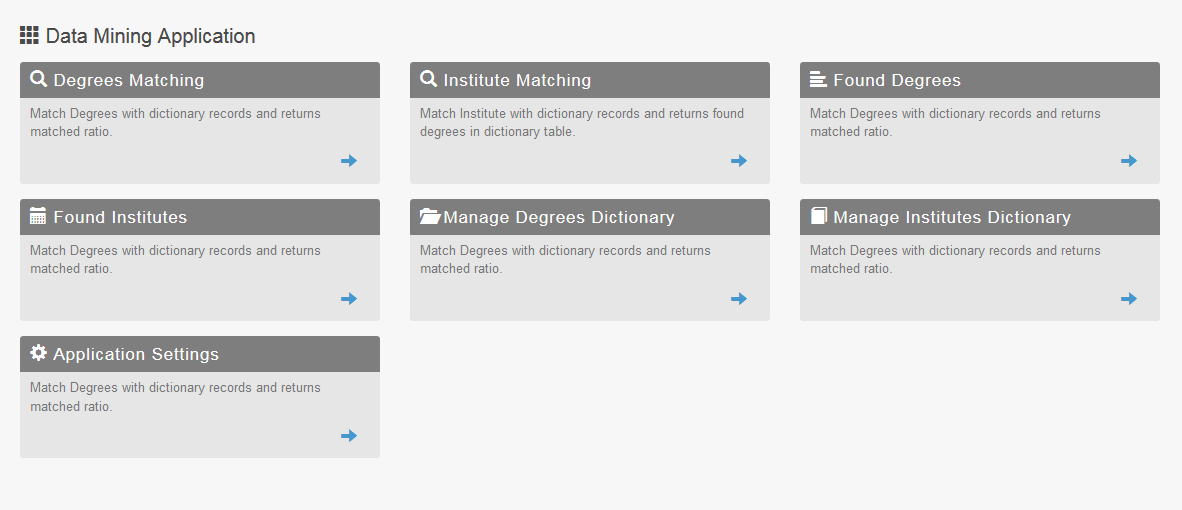 Data Mining Application
Degrees Matching
Match Degrees with dictionary records and returns
matched ratio.
Institute Matching
Match Institute with dictionary records and returns found
degrees in dictionary table.
Found Degrees
Match Degrees with dictionary records and returns
matched ratio.
Found Institutes
Match Degrees with dictionary records and returns
matched ratio.
Manage Degrees Dictionary
Match Degrees with dictionary records and returns
matched ratio.
Manage Institutes Dictionary
Match Degrees with dictionary records and returns
matched ratio.
Application Settings
Match Degrees with dictionary records and returns
matched ratio.